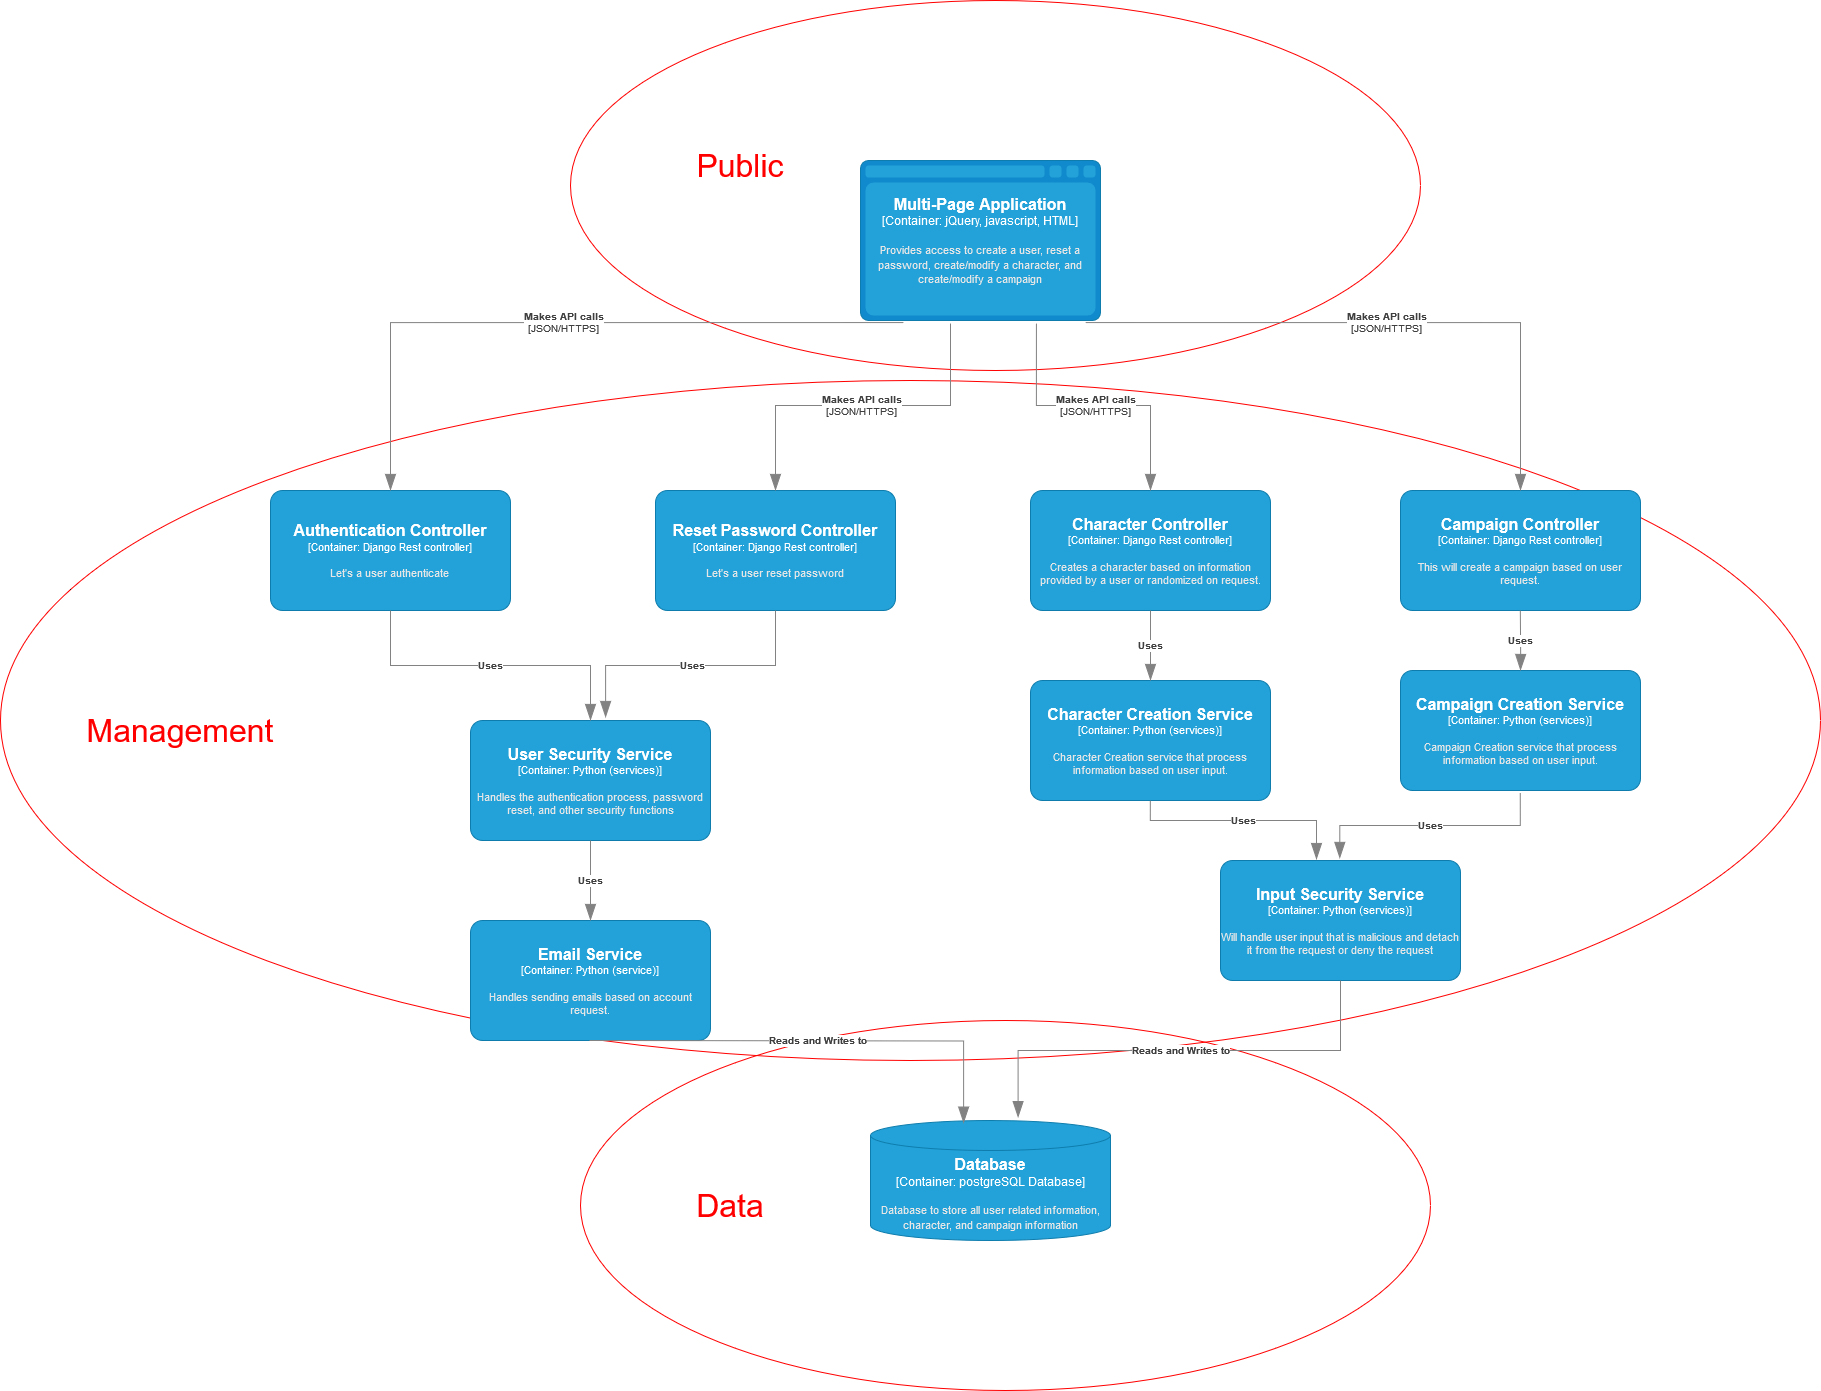 Public
Multi-Page Application
[Container: jQuery, javascript, HTML]
Provides access to create a user, reset a
password, create/modify a character, and
create/modify a campaign
Makes API calls
[JSON/HTTPS]
Makes API calls
[JSON/HTTPS]
Makes API calls
[JSON/HTTPS]
Makes API calls
[JSON/HTTPS]
Authentication Controller
[Container: Django Rest controller]
Let's a user authenticate
Reset Password Controller
[Container: Django Rest controller]
Let's a user reset password
Character Controller
[Container: Django Rest controller]
Creates a character based on information
provided by a user or randomized on request.
Campaign Controller
[Container: Django Rest controller]
This will create a campaign based on user
request.
Uses
Uses
Uses
Uses
Management
User Security Service
[Container: Python (services)]
Handles the authentication process, password
reset, and other security functions
Character Creation Service
[Container: Python (services)]
Character Creation service that process
information based on user input.
Campaign Creation Service
[Container: Python (services)]
Campaign Creation service that process
information based on user input.
Uses
Uses
Uses
Email Service
[Container: Python (service)]
Handles sending emails based on account
request.
Input Security Service
[Container: Python (services)]
Will handle user input that is malicious and detach
it from the request or deny the request
Reads and Writes to
Reads and Writes to
Data
Database
[Container: postgreSQL Database]
Database to store all user related information,
character, and campaign information